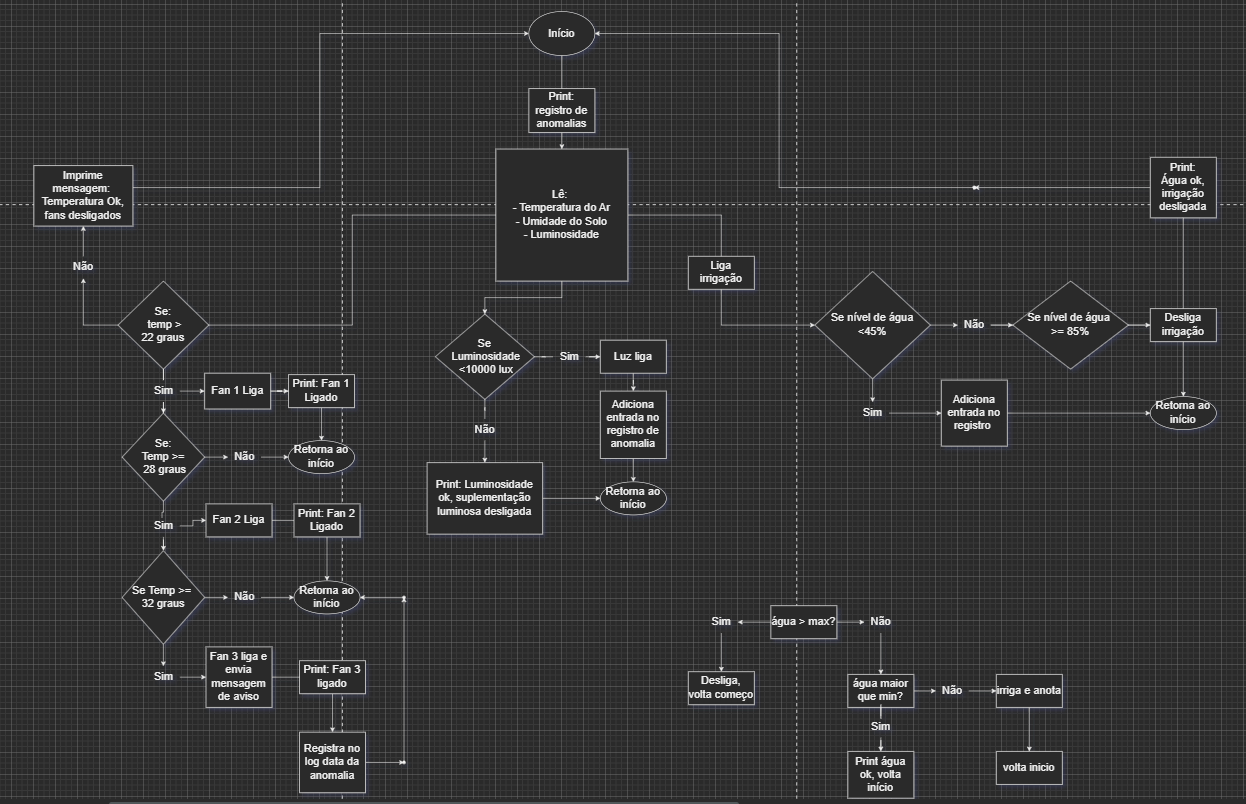 Início
Print:
registro de
anomalias
Imprime
mensagem:
Temperatura Ok,
fans desligados
Lê:
- Temperatura do Ar
- Umidade do Solo
- Luminosidade
Print:
Água ok,
irrigação
desligada
Não
Liga
irrigação
Se:
temp >
22 graus
Se nível de água
<45%
Não
Se nível de água
>= 85%
Desliga
irrigação
Se
Luminosidade
<10000 lux
Sim
Luz liga
Sim
Fan 1 Liga
Print: Fan 1
Ligado
Adiciona
entrada no
registro de
anomalia
Sim
Adiciona
entrada no
registro
Retorna ao
início
Não
Se:
Temp >=
28 graus
Não
Retorna ao
início
Print: Luminosidade
ok, suplementação
luminosa desligada
Retorna ao
início
Sim
Fan 2 Liga
Print: Fan 2
Ligado
Se Temp >=
32 graus
Não
Retorna ao
início
Sim
água > max?
Não
Sim
Fan 3 liga e
envia
mensagem
de aviso
Print: Fan 3
ligado
Desliga,
volta começo
água maior
que min?
Não
irriga e anota
Sim
Registra no
log data da
anomalia
Print água
ok, volta
início
volta inicio